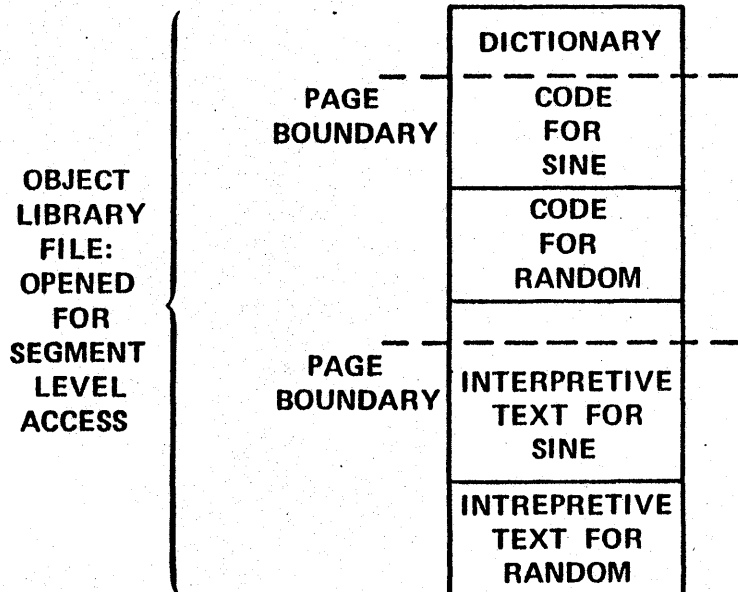 OBJECT
LIBRARY
FILE:
OPENED
FOR
SEGMENT
LEVEL
ACCESS
DICTIONARY
PAGE
BOUNDARY
CODE
FOR
SINE
CODE
FOR
RANDOM
PAGE
BOUNDARY
INTERPRETIVE
TEXT FOR
SINE
INTREPRETIVE
TEXT FOR
RANDOM